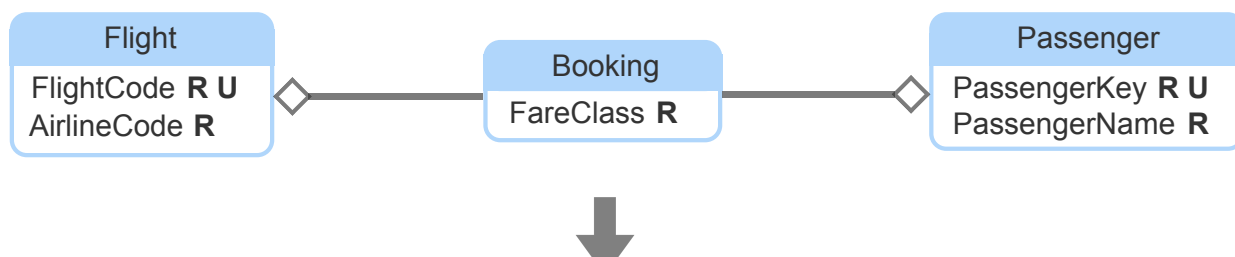 Flight
FlightCode R U
AirlineCode R
Booking
FareClass R
Passenger
PassengerKey R U
PassengerName R